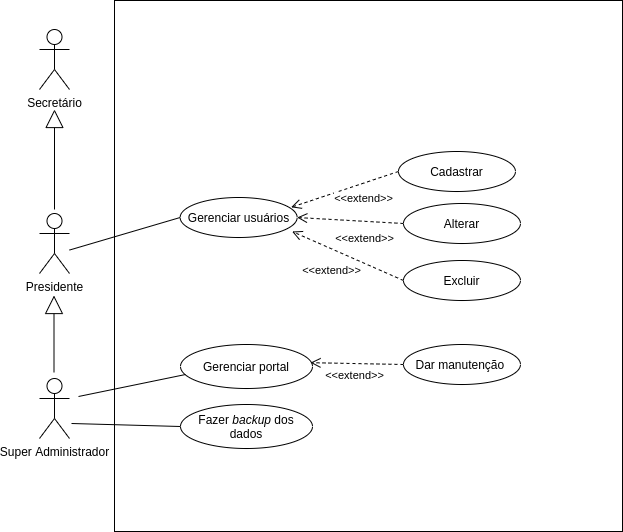 Secretário
Cadastrar
<<extend>>
Gerenciar usuários
Alterar
<<extend>>
<<extend>>
Excluir
Presidente
Gerenciar portal
Dar manutenção
<<extend>>
Fazer backup dos
dados
Super Administrador